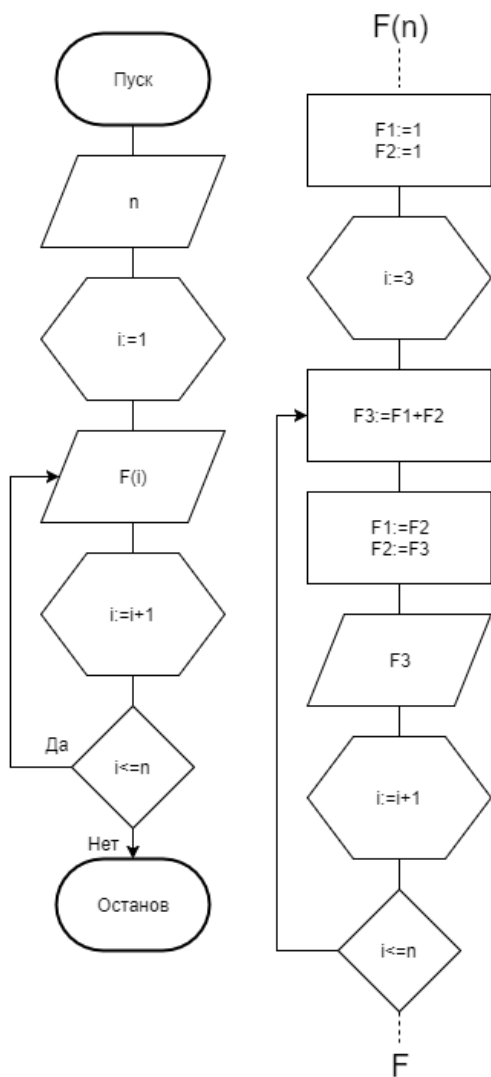 Пуск
n
i:=1
F(i)
i:=i+1
Да
i<=n
Нет
Останов
F(n)
F1:=1
F2:=1
i:=3
F3:=F1+F2
F1:=F2
F2:=F3
F3
i:=i+1
i<=n
F